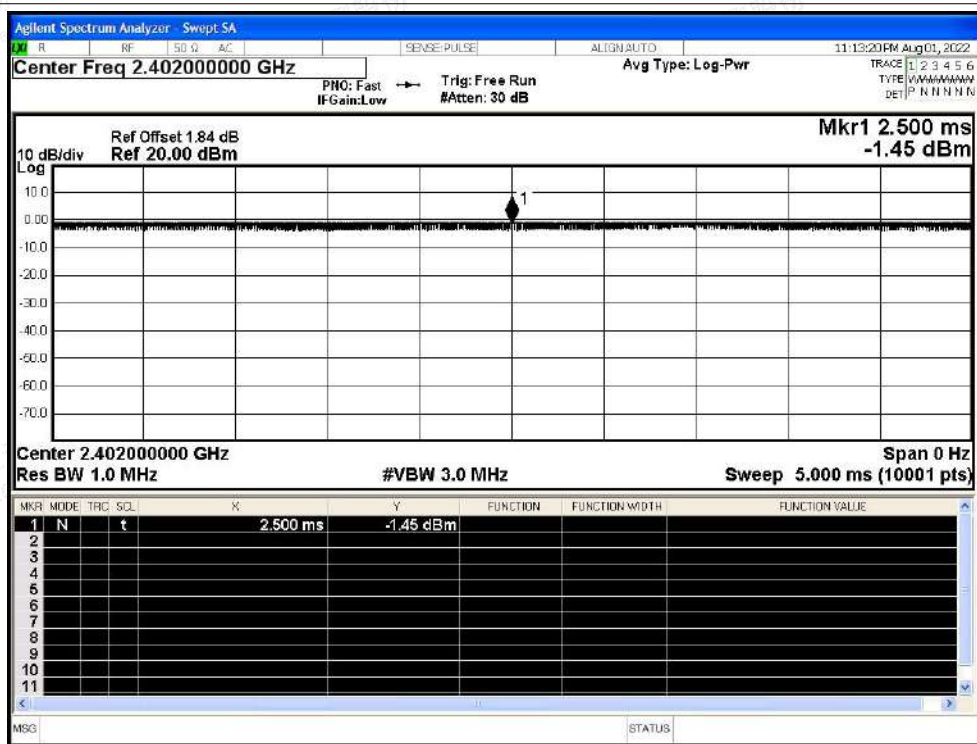 Agilent Spectrum Analyzer - Swept SA
LXI R RF 50 Ω AC SENSE:PULSE ALIGN AUTO 11:13:20 PM Aug 01, 2022
Center Freq 2.402000000 GHz Avg Type: Log-Pwr TRACE 1 2 3 4 5 6
PNO: Fast Trig: Free Run TYPE
IFGain:Low #Atten: 30 dB DET P N N N N N
Mkr1 2.500 ms
Ref Offset 1.84 dB
10 dB/div Ref 20.00 dBm -1.45 dBm
Log
10.0
1
0.00
-10.0
-20.0
-30.0
-40.0
-50.0
-60.0
-70.0
Center 2.402000000 GHz Span 0 Hz
Res BW 1.0 MHz #VBW 3.0 MHz Sweep 5.000 ms (10001 pts)
MKR MODE TRC SCL X Y FUNCTION FUNCTION WIDTH FUNCTION VALUE
1 N t 2.500 ms -1.45 dBm
2
3
4
5
6
7
8
9
10
11
MSG STATUS